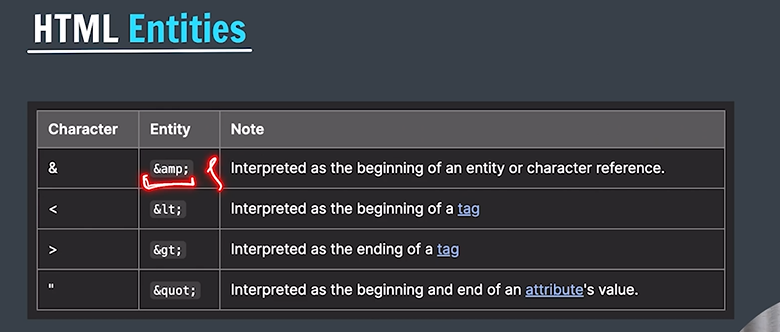 HTML Entities
Character Entity Note
& &amp; Interpreted as the beginning of an entity or character reference.
< &lt; Interpreted as the beginning of a tag
> &gt; Interpreted as the ending of a tag
" &quot; Interpreted as the beginning and end of an attribute's value.